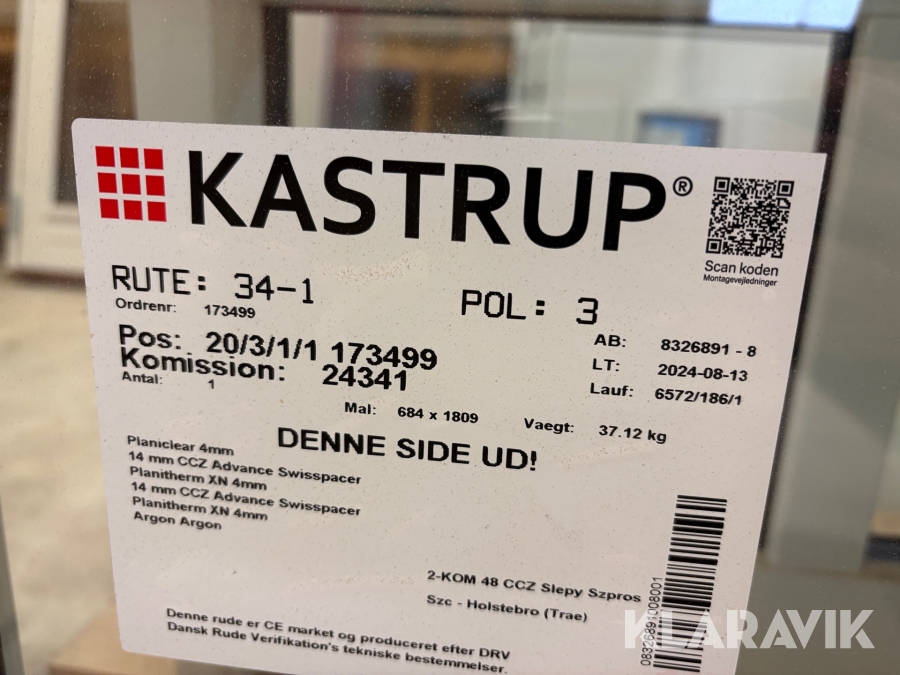 KASTRUP®
Scan koden
Montagevejledninger
RUTE: 34-1
POL: 3
Ordrenr: 173499
AB: 8326891 - 8
Pos: 20/3/1/1 173499
LT: 2024-08-13
Komission: 24341
Lauf: 6572/186/1
Antal: 1
Mal: 684 x 1809
Vaegt: 37.12 kg
DENNE SIDE UD!
Planiclear 4mm
14 mm CCZ Advance Swisspacer
Planitherm XN 4mm
14 mm CCZ Advance Swisspacer
Planitherm XN 4mm
Argon Argon
2-KOM 48 CCZ Slepy Szpros
Szc - Holstebro (Trae)
08326891008001
Denne rude er CE market og produceret efter DRV
Dansk Rude Verifikation's tekniske bestemmelser.
KLARAVIK